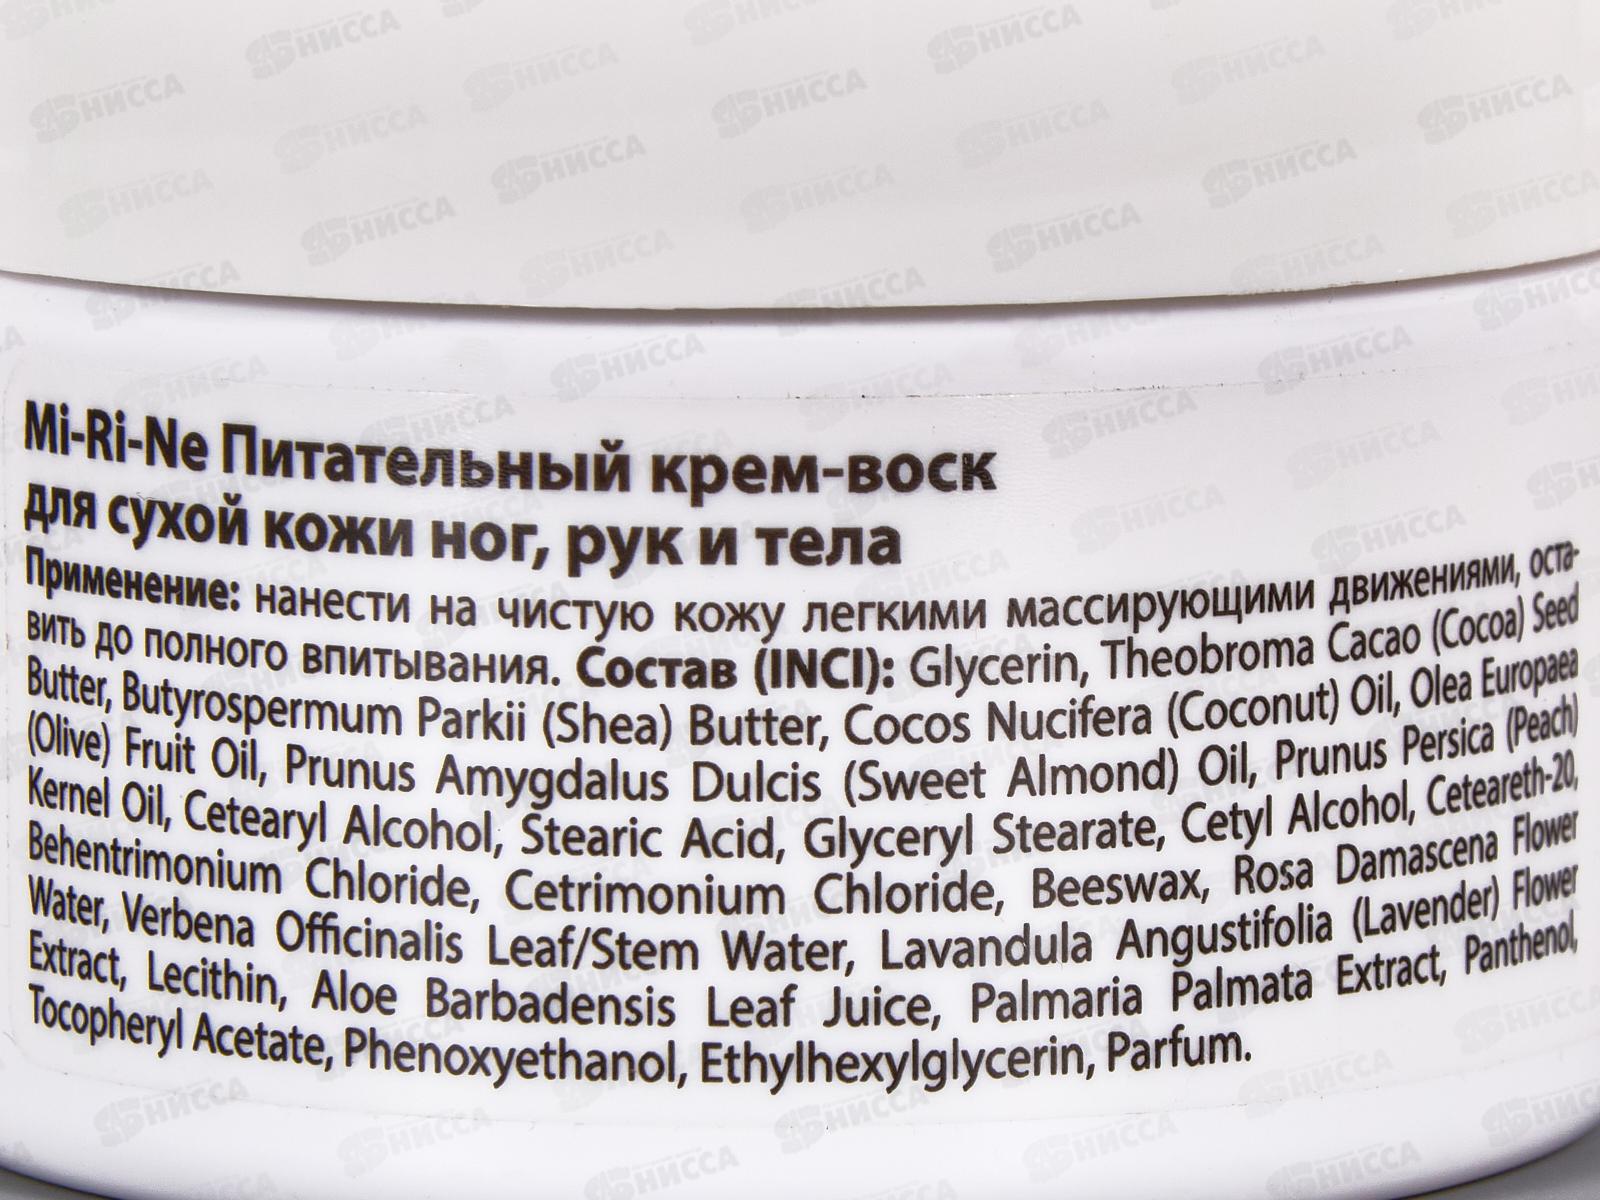 Mi-Ri-Ne Питательный крем-воск
для сухой кожи ног, рук и тела
Применение: нанести на чистую кожу легкими массирующими движениями, оста-
вить до полного впитывания. Состав (INCI): Glycerin, Theobroma Cacao (Cocoa) Seed
Butter, Butyrospermum Parkii (Shea) Butter, Cocos Nucifera (Coconut) Oil, Olea Europaea
(Olive) Fruit Oil, Prunus Amygdalus Dulcis (Sweet Almond) Oil, Prunus Persica (Peach)
Kernel Oil, Cetearyl Alcohol, Stearic Acid, Glyceryl Stearate, Cetyl Alcohol, Ceteareth-20,
Behentrimonium Chloride, Cetrimonium Chloride, Beeswax, Rosa Damascena Flower
Water, Verbena Officinalis Leaf/Stem Water, Lavandula Angustifolia (Lavender) Flower
Extract, Lecithin, Aloe Barbadensis Leaf Juice, Palmaria Palmata Extract, Panthenol,
Tocopheryl Acetate, Phenoxyethanol, Ethylhexylglycerin, Parfum.